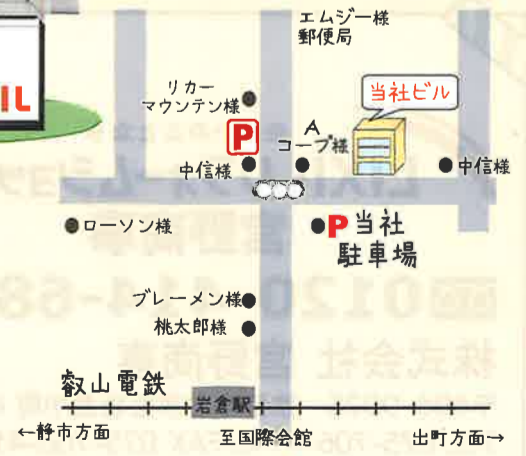 エムジー様
郵便局
IL
リカー
マウンテン様
当社ビル
P
A
コープ様
中信様
中信様
ローソン様
P当社
駐車場
ブレーメン様
桃太郎様
叡山電鉄
岩倉駅
←静市方面
至国際会館
出町方面→